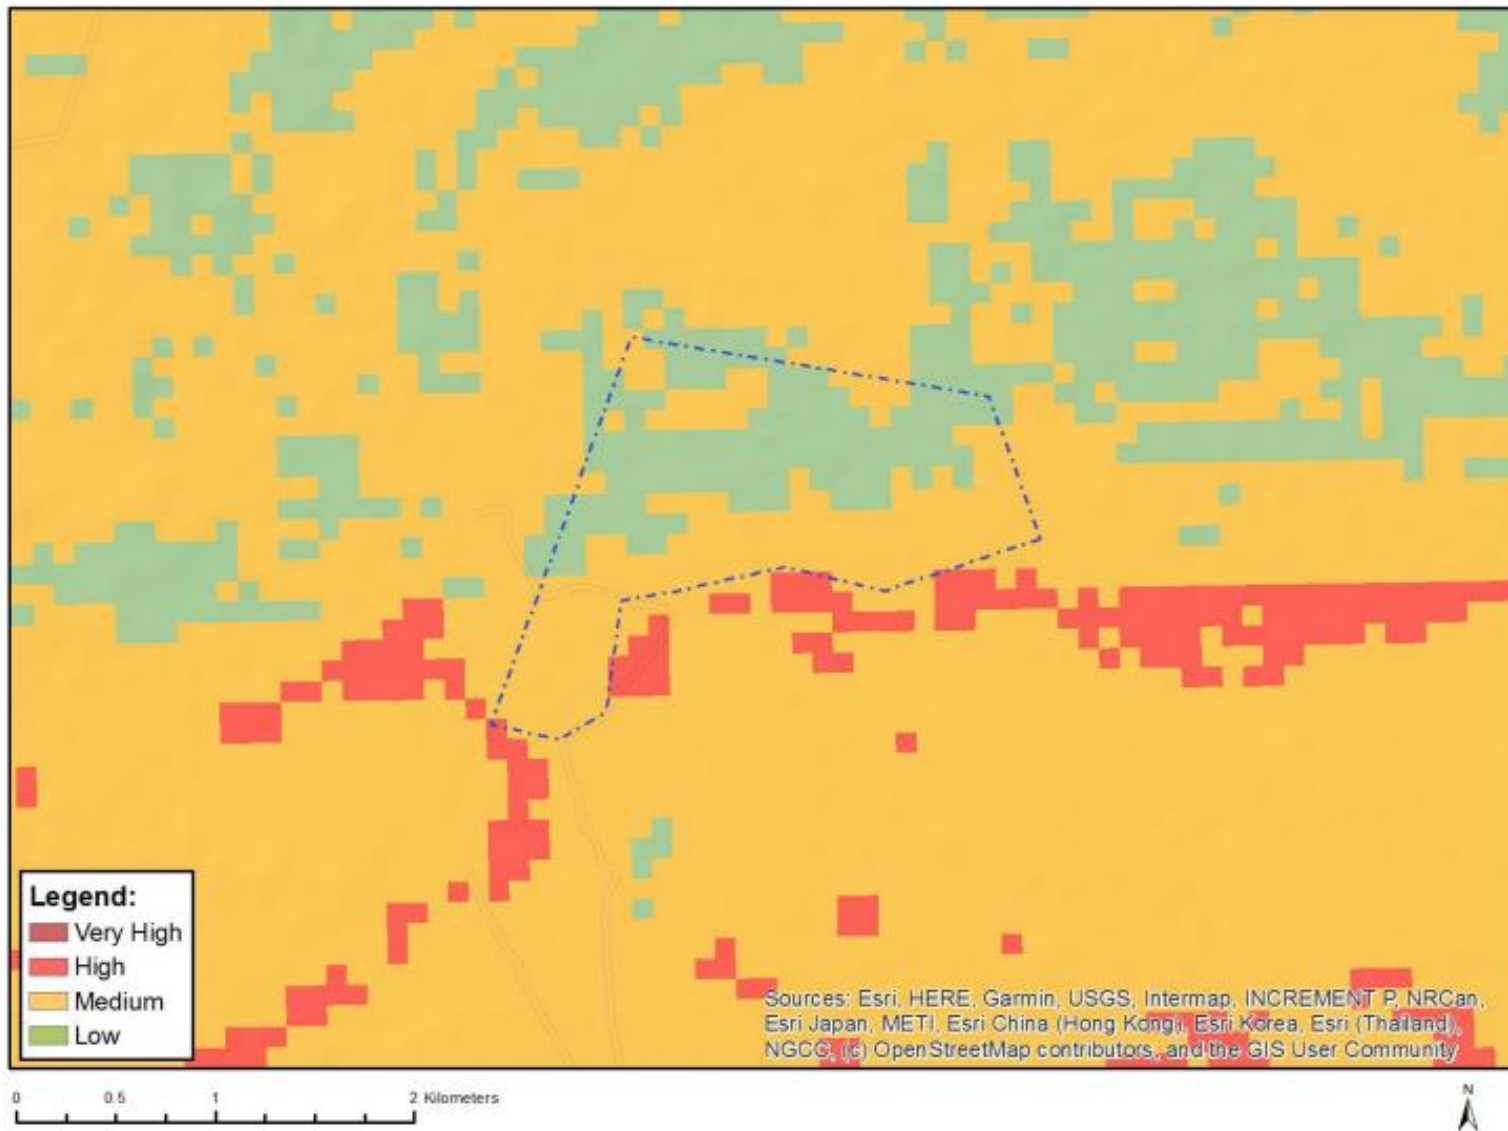 Legend:
Very High
High
Medium
Low
Sources: Esri, HERE, Garmin, USGS, Intermap, INCREMENT P, NRCan,
Esri Japan, METI, Esri China (Hong Kong), Esri Korea, Esri (Thailand),
NGCC, (c) OpenStreetMap contributors, and the GIS User Community
0 0.5 1 2 Kilometers
N